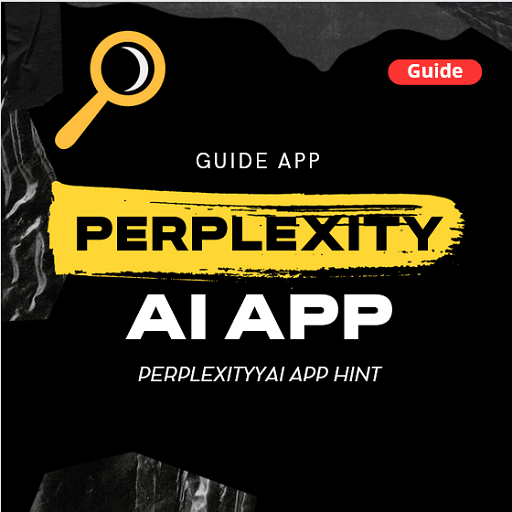 Guide
GUIDE APP
PERPLEXITY
AI APP
PERPLEXITYYAI APP HINT